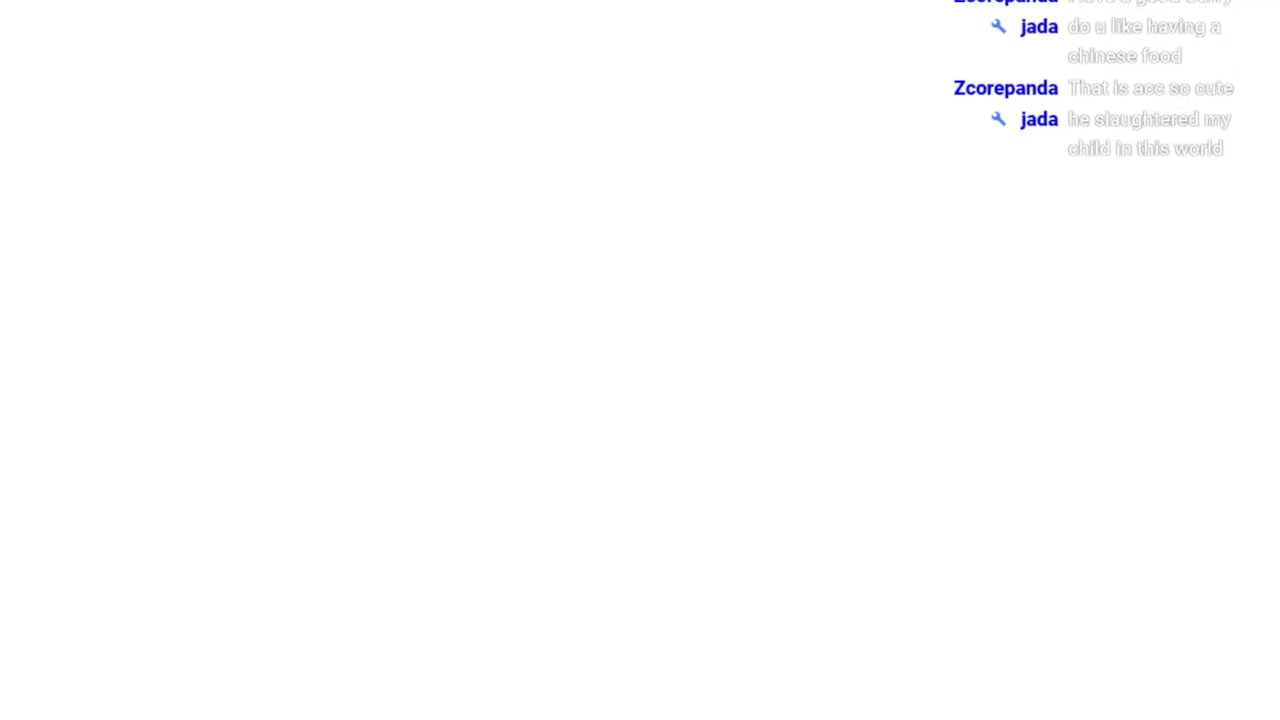 Zcorepanda
jada do u like having a
chinese food
Zcorepanda That is acc so cute
jada he slaughtered my
child in this world